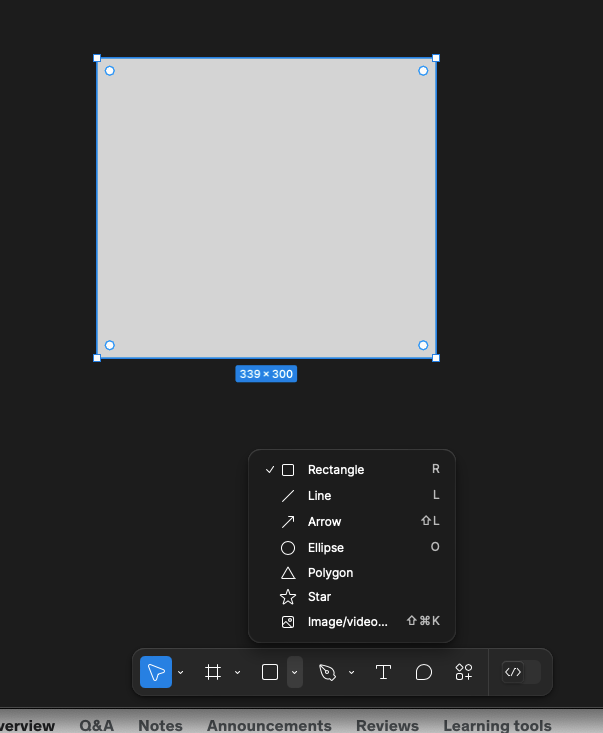 339 × 300
Rectangle R
Line L
Arrow ⇧L
Ellipse O
Polygon
Star
Image/video... ⇧⌘K
verview Q&A Notes Announcements Reviews Learning tools